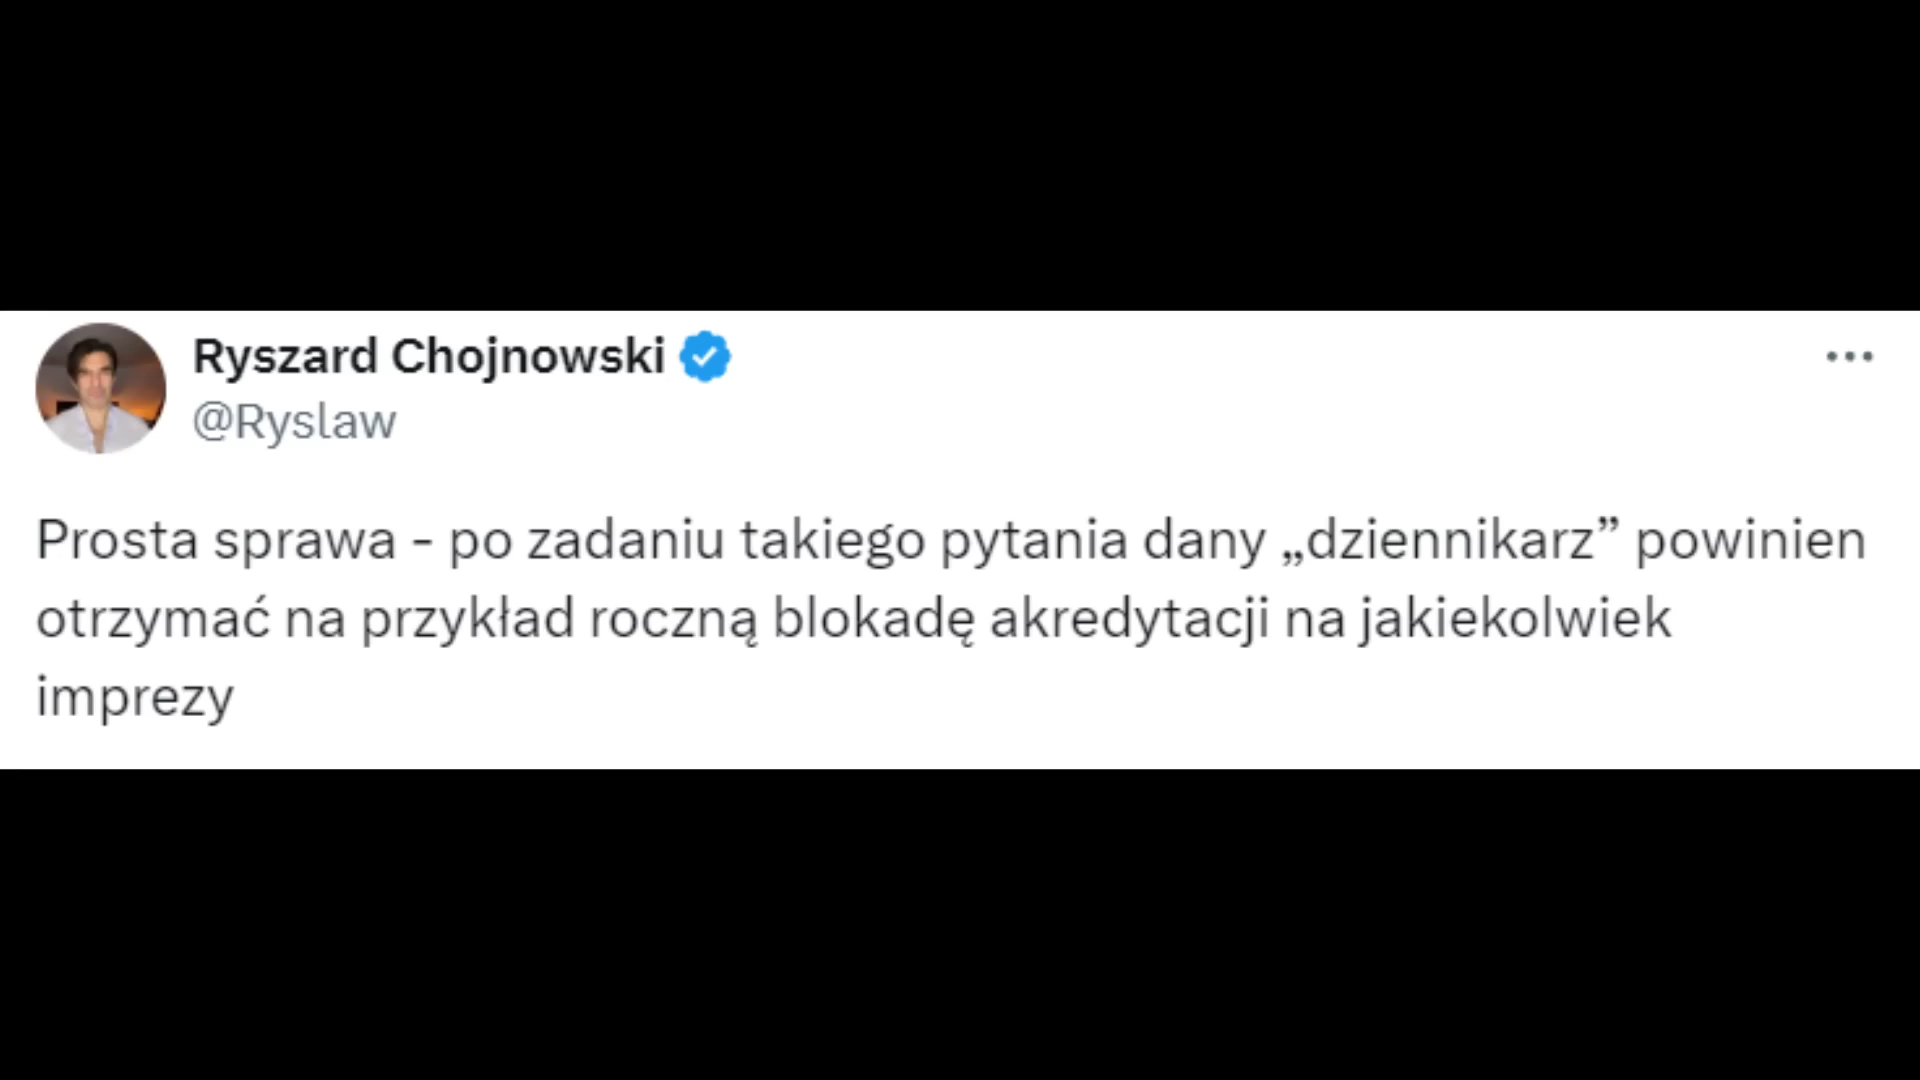 Ryszard Chojnowski
@Ryslaw
Prosta sprawa - po zadaniu takiego pytania dany „dziennikarz” powinien
otrzymać na przykład roczną blokadę akredytacji na jakiekolwiek
imprezy